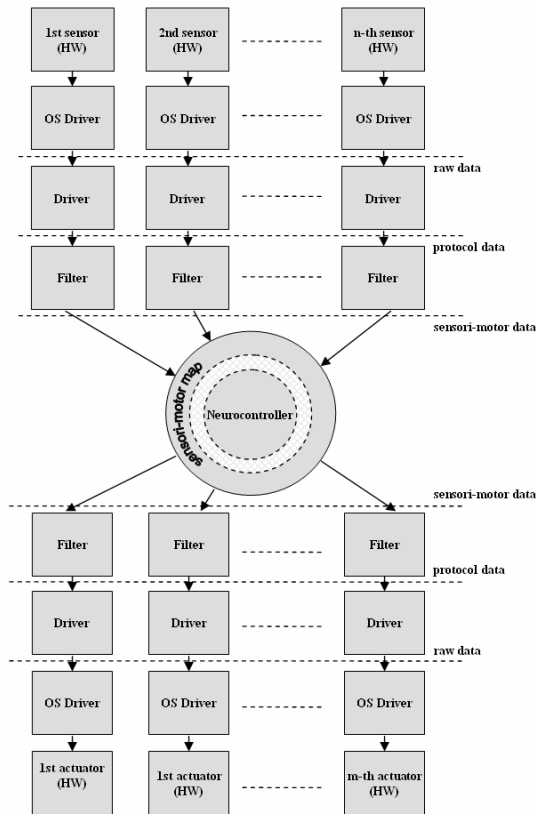 1st sensor
(HW)
2nd sensor
(HW)
n-th sensor
(HW)
OS Driver
OS Driver
OS Driver
raw data
Driver
Driver
Driver
protocol data
Filter
Filter
Filter
sensori-motor data
sensori-motor map
Neurocontroller
sensori-motor data
Filter
Filter
Filter
protocol data
Driver
Driver
Driver
raw data
OS Driver
OS Driver
OS Driver
1st actuator
(HW)
1st actuator
(HW)
m-th actuator
(HW)